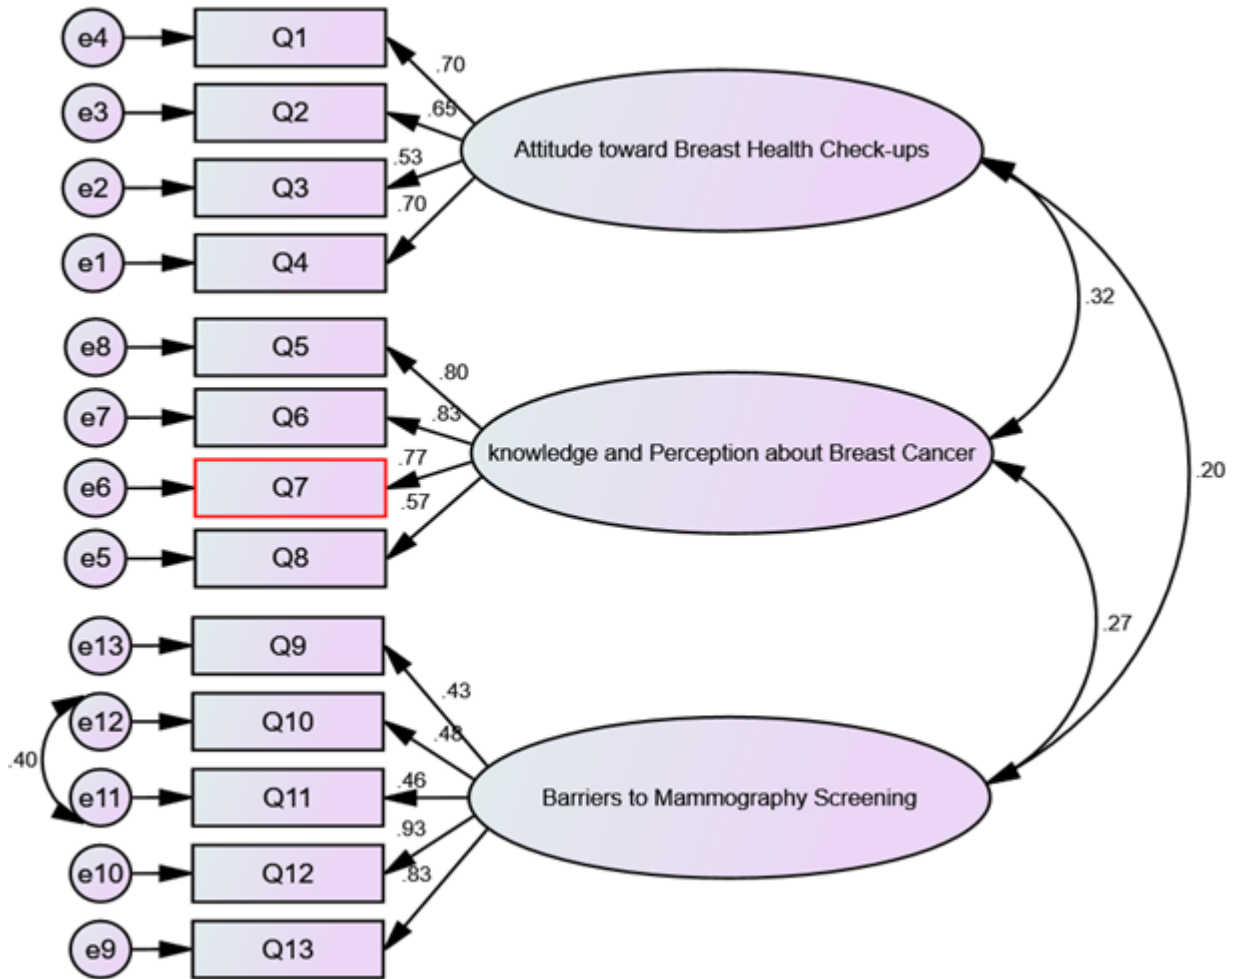 e4
Q1
.70
e3
Q2
.65
Attitude toward Breast Health Check-ups
.53
e2
Q3
.70
e1
Q4
.32
e8
Q5
.80
e7
Q6
.83
knowledge and Perception about Breast Cancer
.77
.20
e6
Q7
.57
e5
Q8
.27
e13
Q9
.43
e12
Q10
.48
.40
.46
e11
Q11
Barriers to Mammography Screening
.93
e10
Q12
.83
e9
Q13